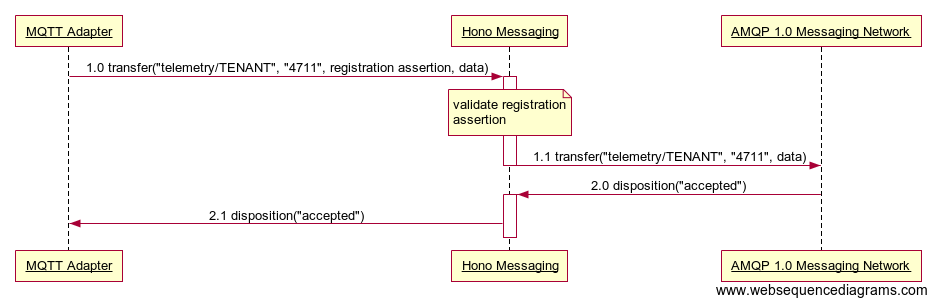 MQTT Adapter
Hono Messaging
AMQP 1.0 Messaging Network
1.0 transfer("telemetry/TENANT", "4711", registration assertion, data)
validate registration
assertion
1.1 transfer("telemetry/TENANT", "4711", data)
2.0 disposition("accepted")
2.1 disposition("accepted")
MQTT Adapter
Hono Messaging
AMQP 1.0 Messaging Network
www.websequencediagrams.com